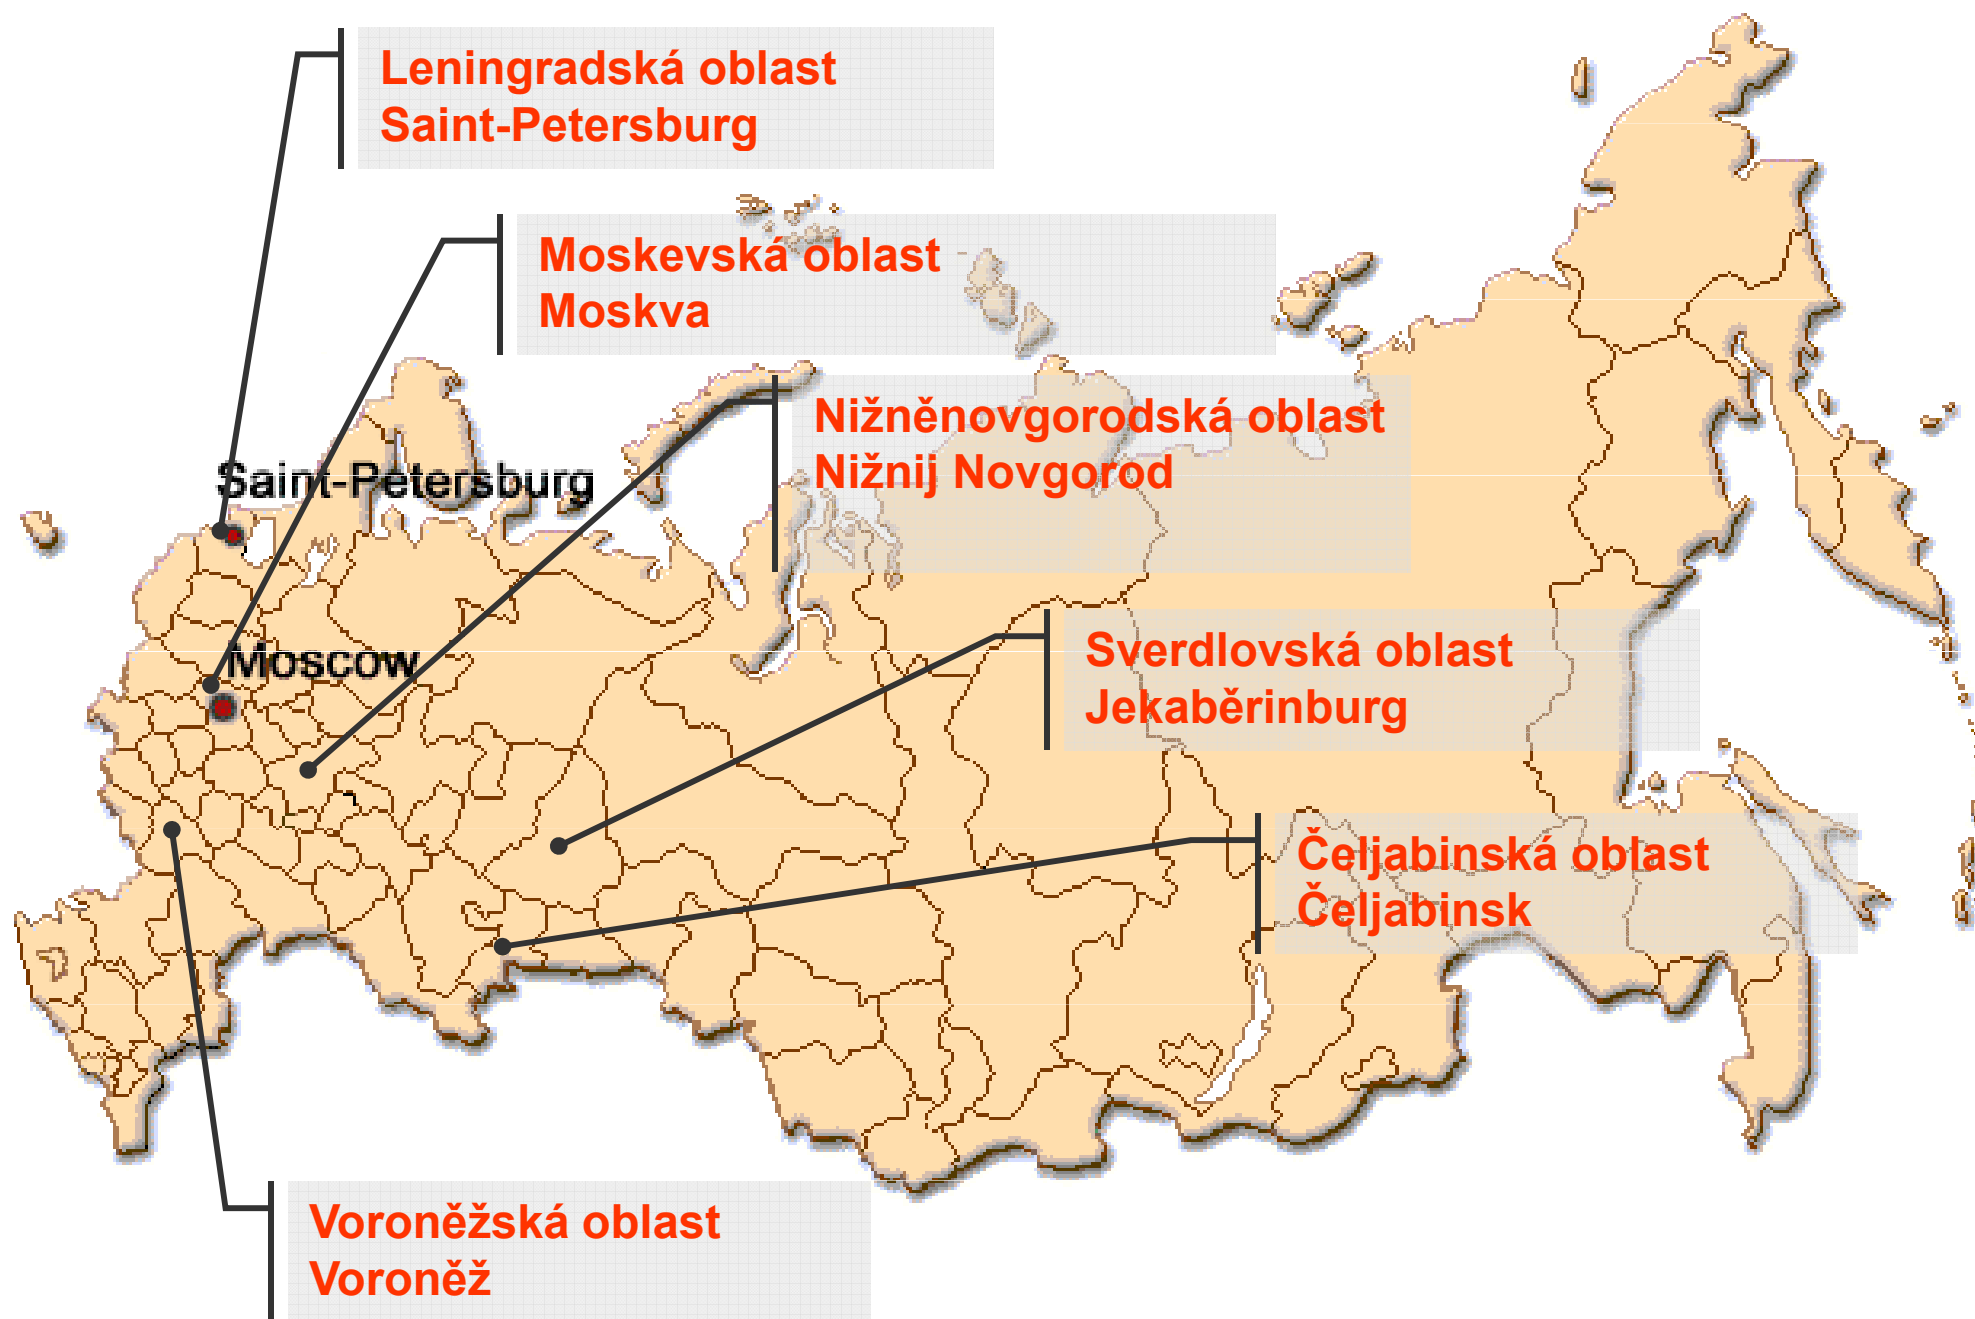 Leningradská oblast
Saint-Petersburg
Moskevská oblast
Moskva
Nižněnovgorodská oblast
Nižnij Novgorod
Saint-Petersburg
Sverdlovská oblast
Jekaběrinburg
Moscow
Čeljabinská oblast
Čeljabinsk
Voroněžská oblast
Voroněž